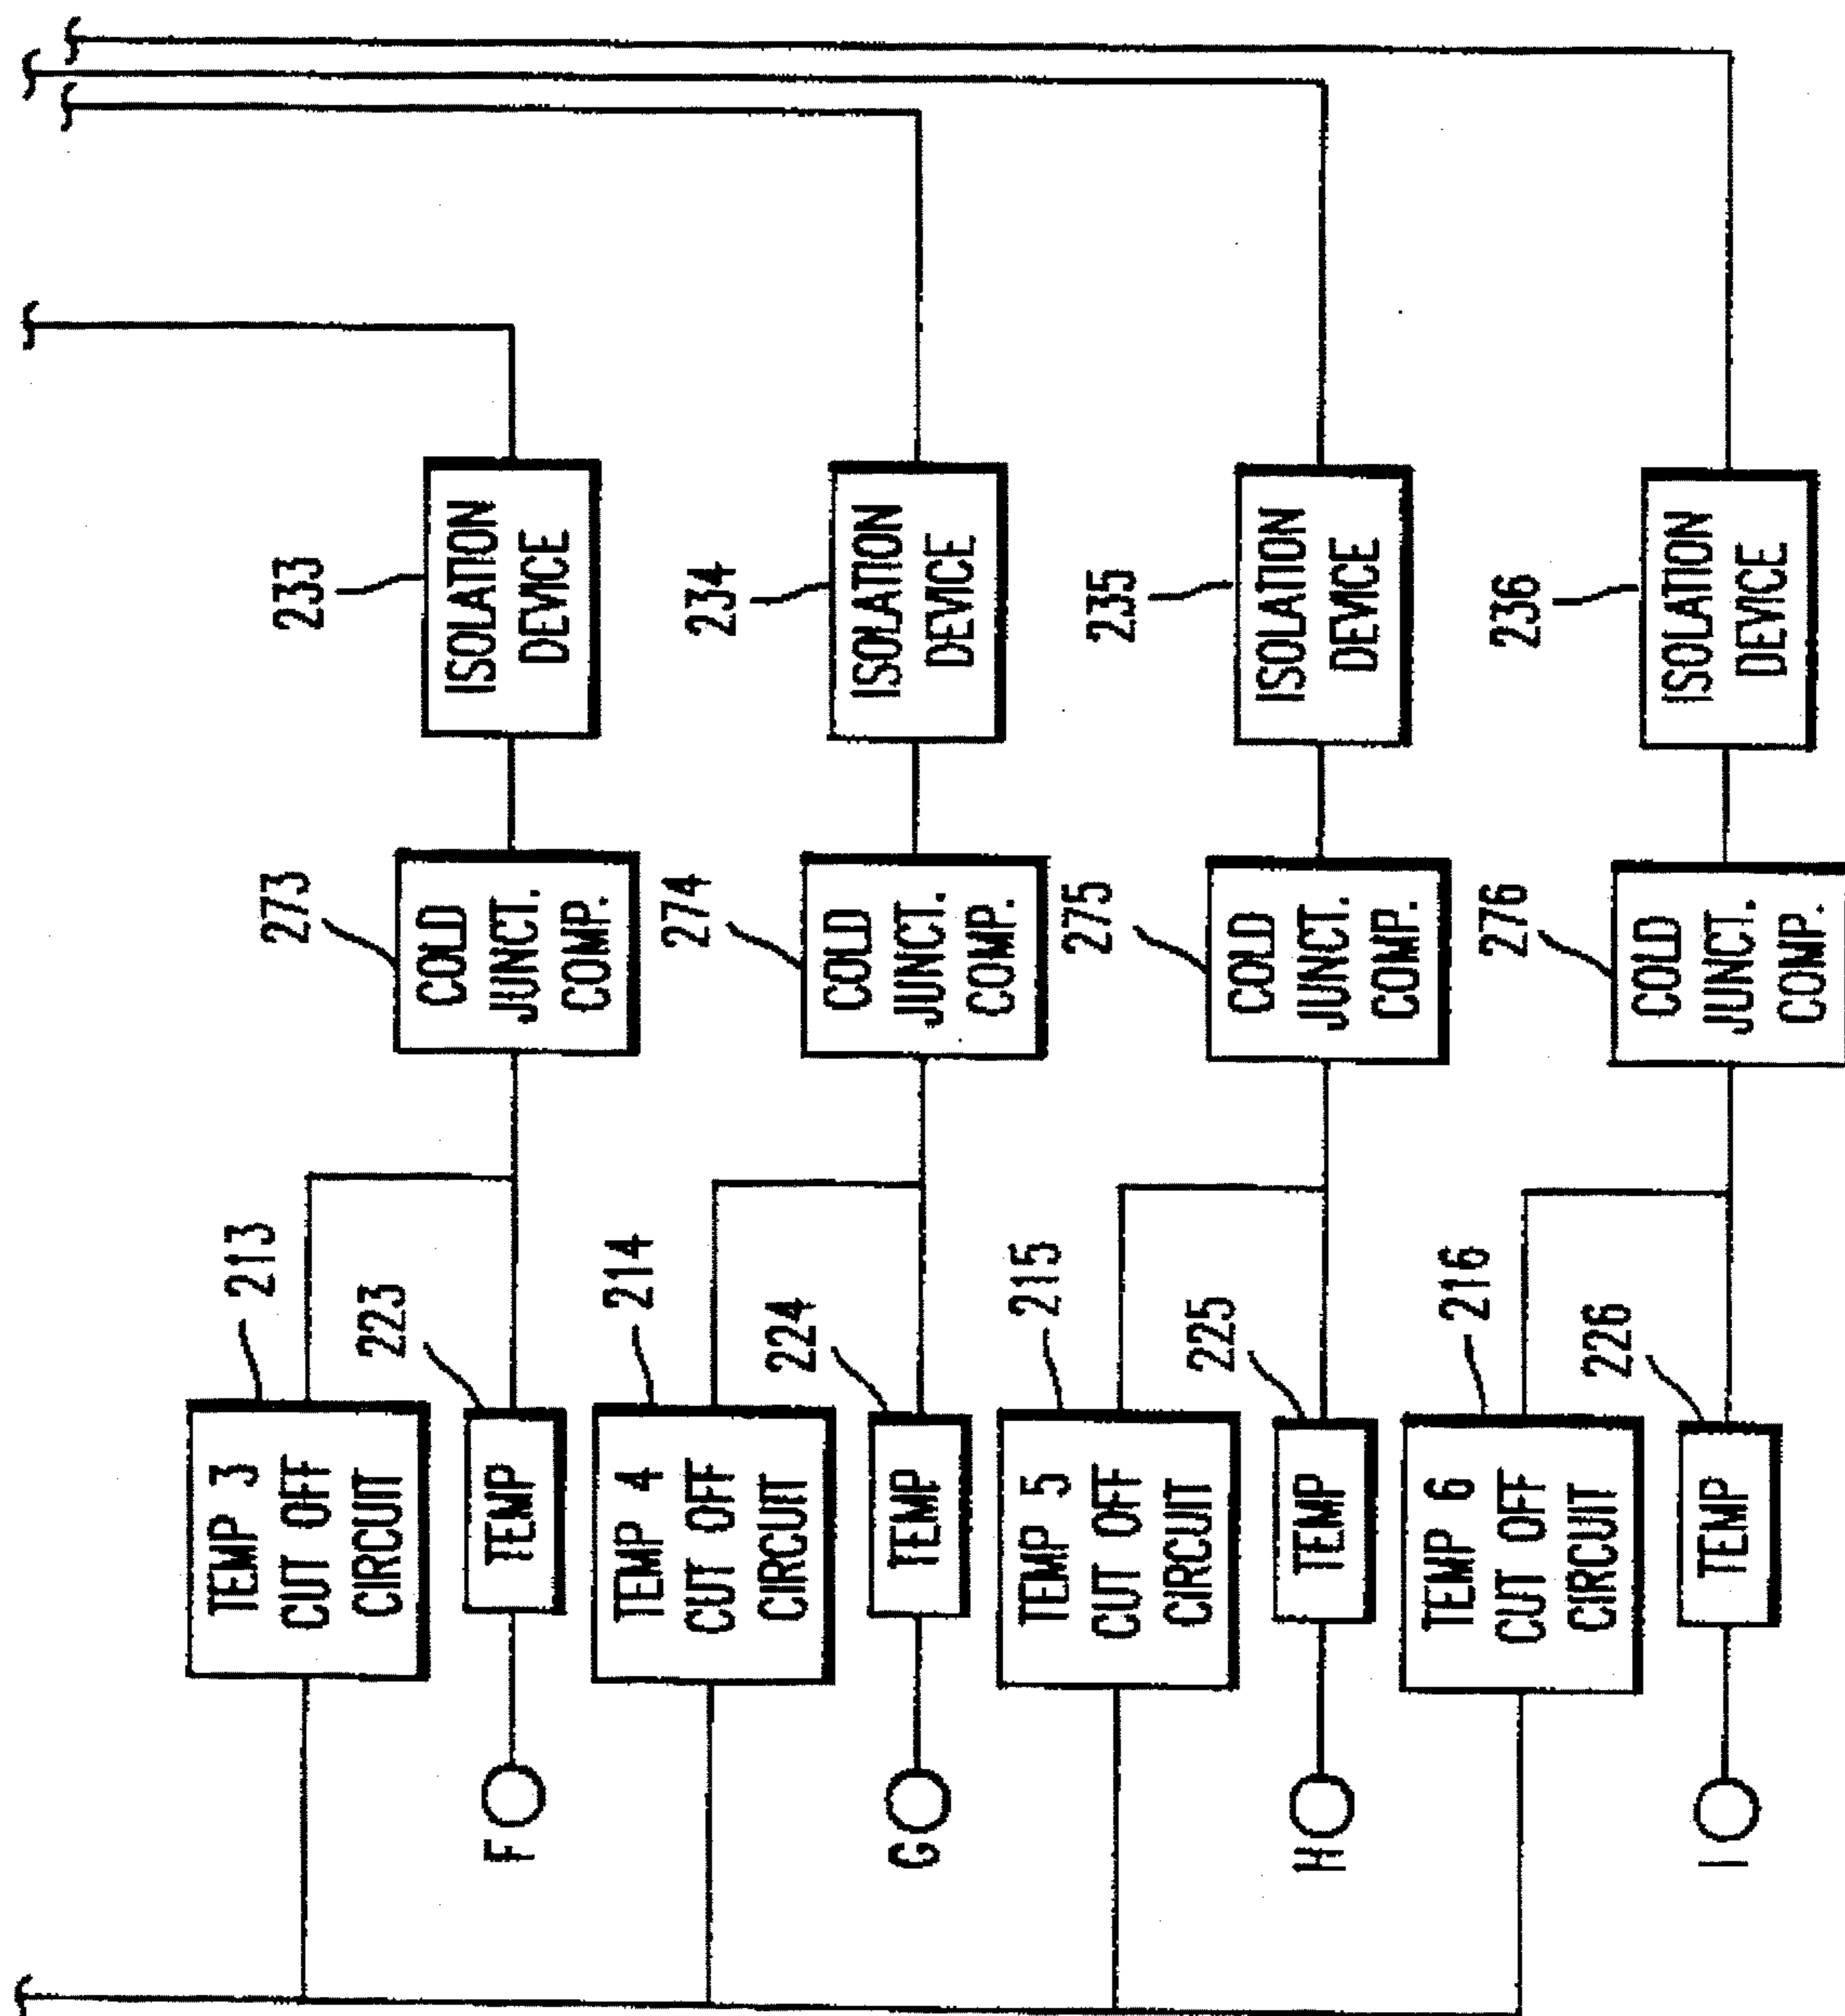 TEMP 3
CUT OFF
CIRCUIT
213
F
TEMP
223
COLD
JUNCT.
COMP.
273
ISOLATION
DEVICE
233
TEMP 4
CUT OFF
CIRCUIT
214
G
TEMP
224
COLD
JUNCT.
COMP.
274
ISOLATION
DEVICE
234
TEMP 5
CUT OFF
CIRCUIT
215
H
TEMP
225
COLD
JUNCT.
COMP.
275
ISOLATION
DEVICE
235
TEMP 6
CUT OFF
CIRCUIT
216
I
TEMP
226
COLD
JUNCT.
COMP.
276
ISOLATION
DEVICE
236